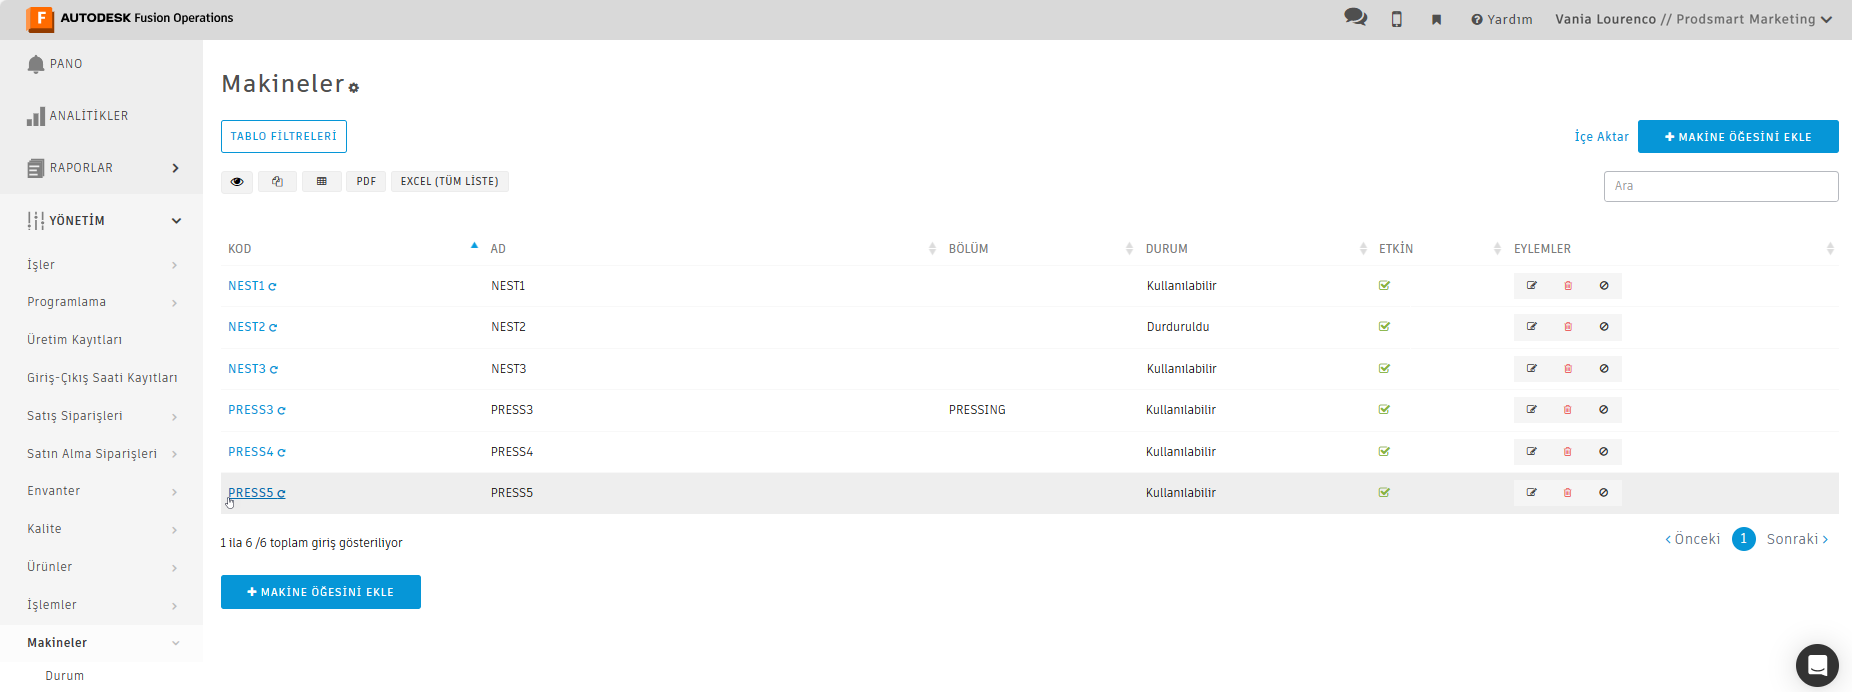 F AUTODESK Fusion Operations
Yardım
Vania Lourenco // Prodsmart Marketing
PANO
ANALİTİKLER
RAPORLAR
YÖNETİM
İşler
Programlama
Üretim Kayıtları
Giriş-Çıkış Saati Kayıtları
Satış Siparişleri
Satın Alma Siparişleri
Envanter
Kalite
Ürünler
İşlemler
Makineler
Durum
Makineler
TABLO FİLTRELERİ
İçe Aktar
MAKİNE ÖĞESİNİ EKLE
PDF
EXCEL (TÜM LİSTE)
Ara
KOD AD BÖLÜM DURUM ETKİN EYLEMLER
NEST1 NEST1 Kullanılabilir
NEST2 NEST2 Durduruldu
NEST3 NEST3 Kullanılabilir
PRESS3 PRESS3 PRESSING Kullanılabilir
PRESS4 PRESS4 Kullanılabilir
PRESS5 PRESS5 Kullanılabilir
1 ila 6 /6 toplam giriş gösteriliyor
‹ Önceki 1 Sonraki ›
MAKİNE ÖĞESİNİ EKLE